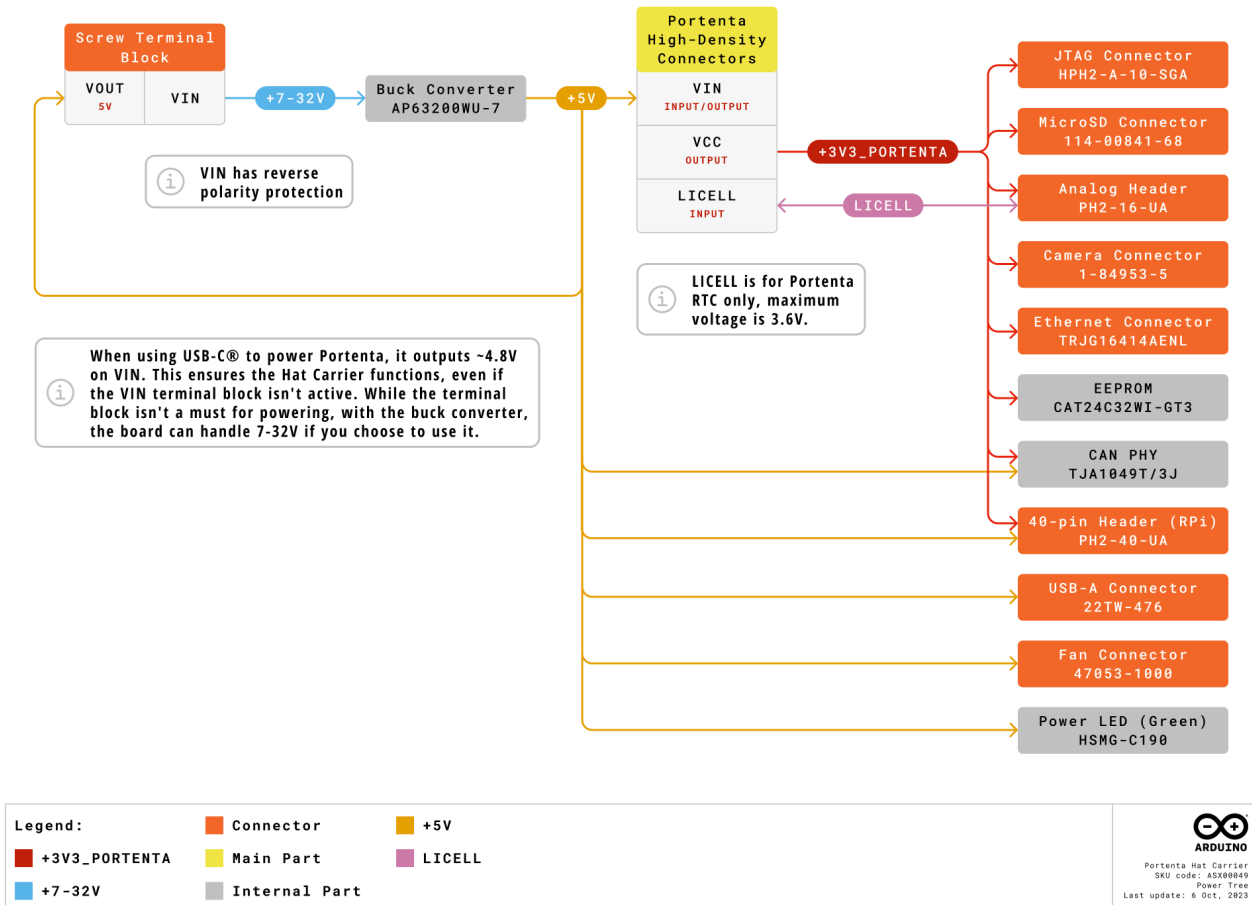 Screw Terminal
Block
VOUT
5V
VIN
+7-32V
Buck Converter
AP63200WU-7
+5V
Portenta
High-Density
Connectors
VIN
INPUT/OUTPUT
VCC
OUTPUT
LICELL
INPUT
+3V3_PORTENTA
LICELL
VIN has reverse
polarity protection
LICELL is for Portenta
RTC only, maximum
voltage is 3.6V.
When using USB-C® to power Portenta, it outputs ~4.8V
on VIN. This ensures the Hat Carrier functions, even if
the VIN terminal block isn't active. While the terminal
block isn't a must for powering, with the buck converter,
the board can handle 7-32V if you choose to use it.
JTAG Connector
HPH2-A-10-SGA
MicroSD Connector
114-00841-68
Analog Header
PH2-16-UA
Camera Connector
1-84953-5
Ethernet Connector
TRJG16414AENL
EEPROM
CAT24C32WI-GT3
CAN PHY
TJA1049T/3J
40-pin Header (RPi)
PH2-40-UA
USB-A Connector
22TW-476
Fan Connector
47053-1000
Power LED (Green)
HSMG-C190
Legend:
+3V3_PORTENTA
+7-32V
Connector
Main Part
Internal Part
+5V
LICELL
ARDUINO
Portenta Hat Carrier
SKU code: ASX00049
Power Tree
Last update: 6 Oct, 2023